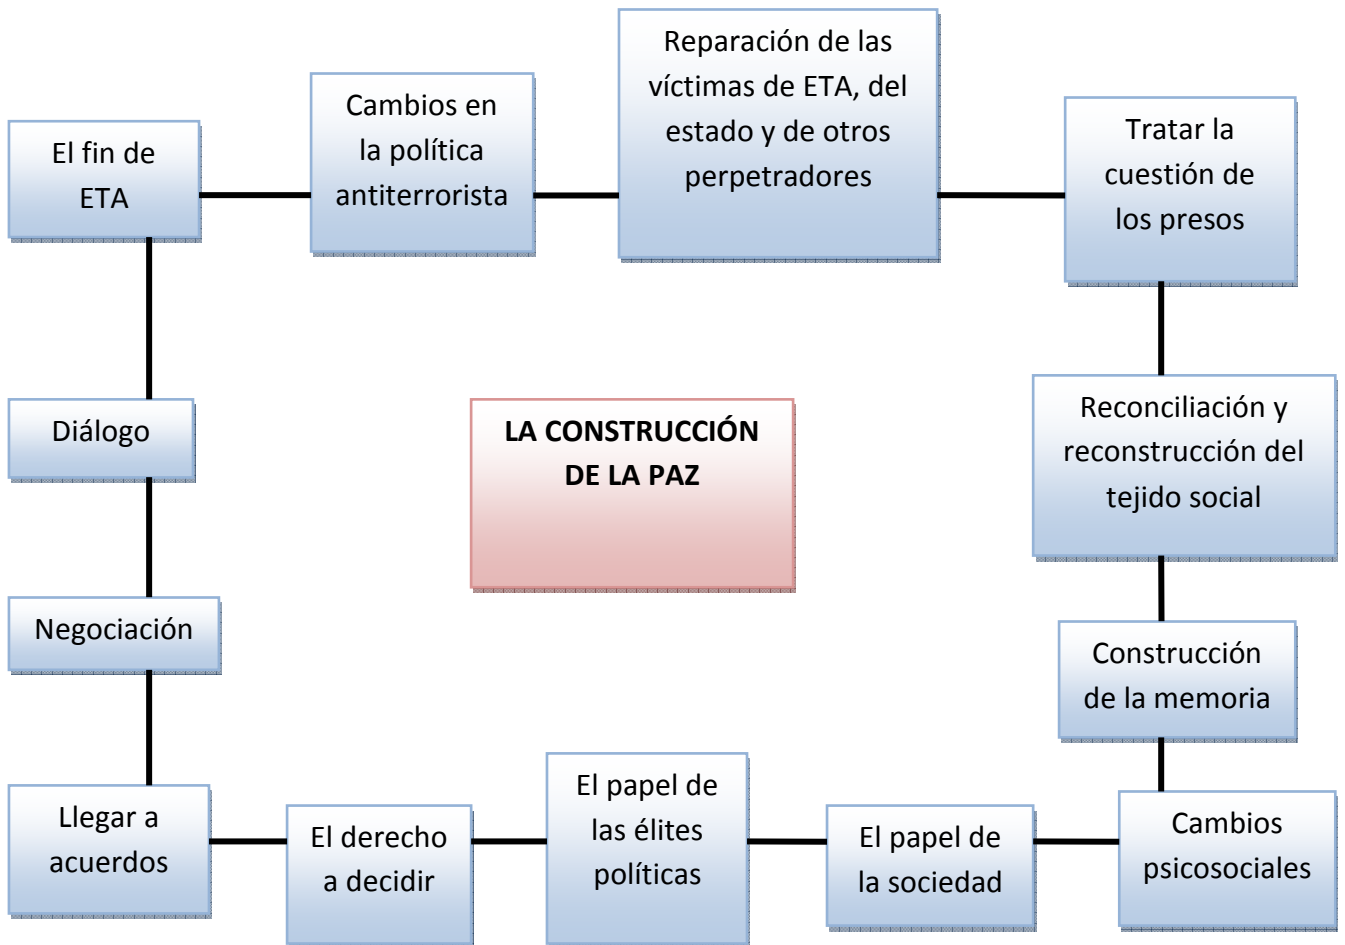 El fin de
ETA
Cambios en
la política
antiterrorista
Reparación de las
víctimas de ETA, del
estado y de otros
perpetradores
Tratar la
cuestión de
los presos
Diálogo
LA CONSTRUCCIÓN
DE LA PAZ
Reconciliación y
reconstrucción del
tejido social
Negociación
Construcción
de la memoria
Llegar a
acuerdos
El derecho
a decidir
El papel de
las élites
políticas
El papel de
la sociedad
Cambios
psicosociales